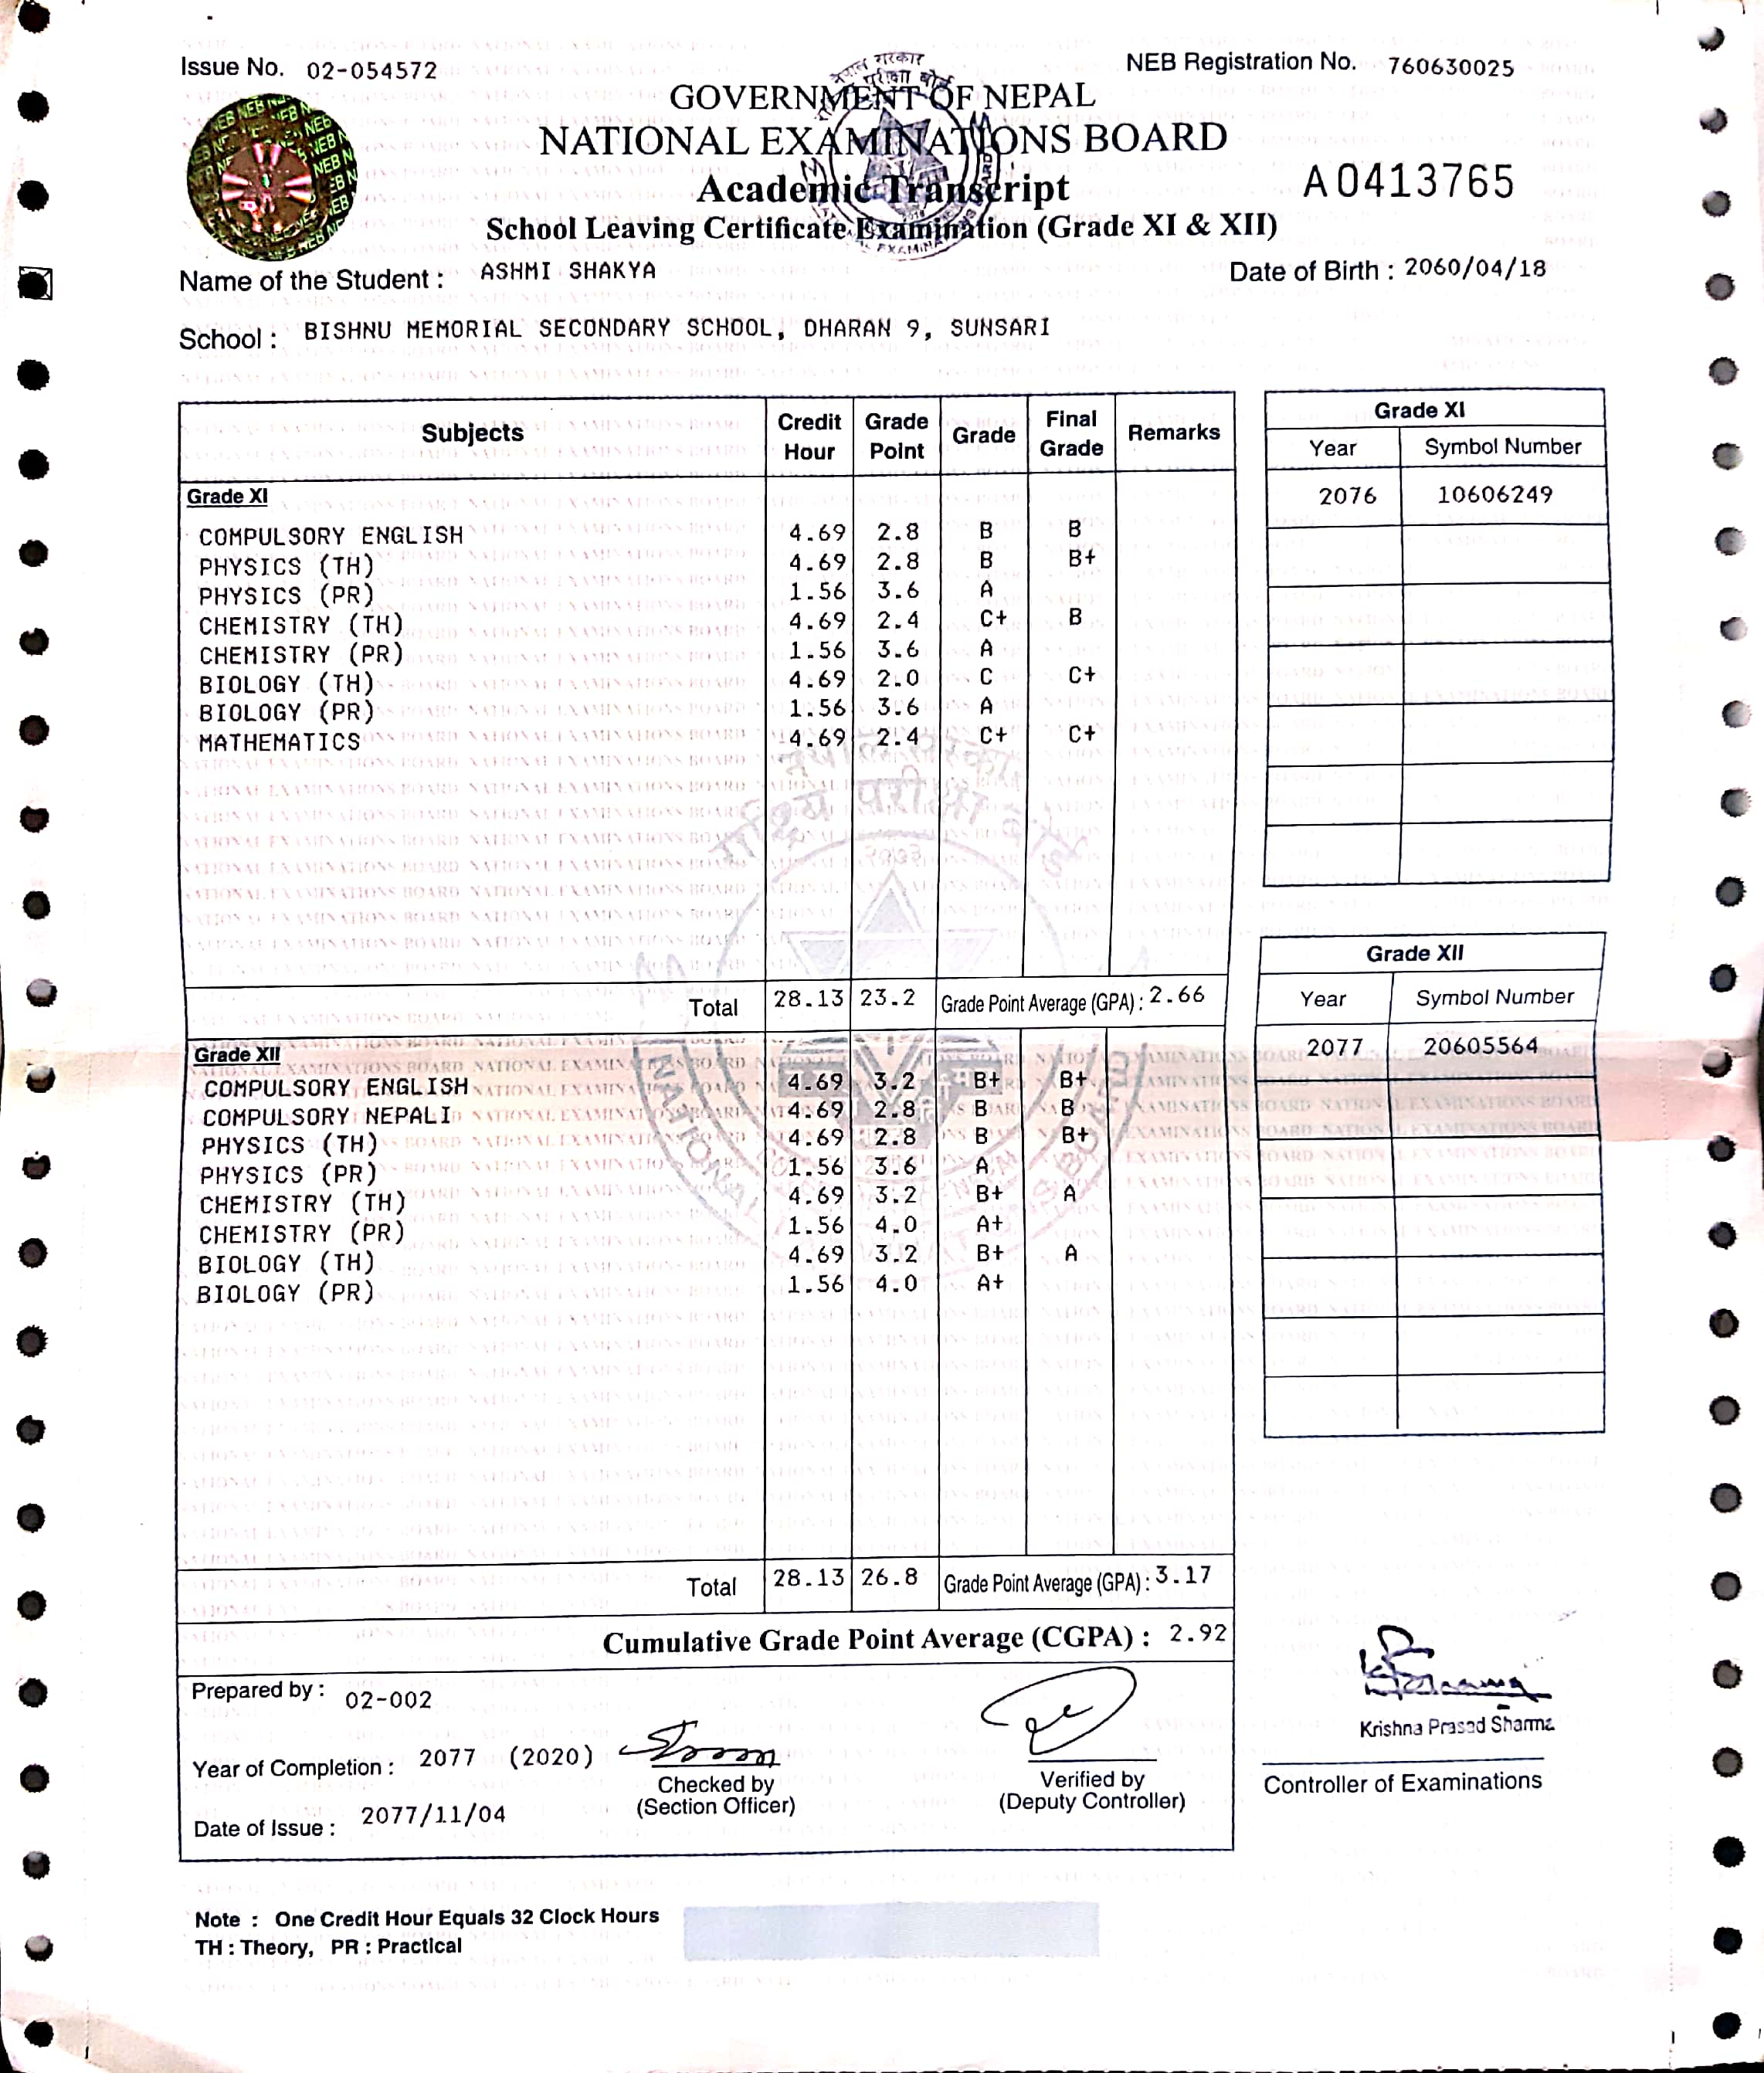 Issue No. 02-054572
NEB Registration No. 760630025
GOVERNMENT OF NEPAL
NATIONAL EXAMINATIONS BOARD
A0413765
Academic Transcript
School Leaving Certificate Examination (Grade XI & XII)
Name of the Student : ASHMI SHAKYA
Date of Birth : 2060/04/18
School : BISHNU MEMORIAL SECONDARY SCHOOL, DHARAN 9, SUNSARI
Subjects Credit Hour Grade Point Grade Final Grade Remarks
Grade XI
COMPULSORY ENGLISH 4.69 2.8 B B
PHYSICS (TH) 4.69 2.8 B B+
PHYSICS (PR) 1.56 3.6 A
CHEMISTRY (TH) 4.69 2.4 C+ B
CHEMISTRY (PR) 1.56 3.6 A
BIOLOGY (TH) 4.69 2.0 C C+
BIOLOGY (PR) 1.56 3.6 A
MATHEMATICS 4.69 2.4 C+ C+
Total 28.13 23.2 Grade Point Average (GPA) : 2.66
Grade XII
COMPULSORY ENGLISH 4.69 3.2 B+ B+
COMPULSORY NEPALI 4.69 2.8 B B
PHYSICS (TH) 4.69 2.8 B B+
PHYSICS (PR) 1.56 3.6 A
CHEMISTRY (TH) 4.69 3.2 B+ A
CHEMISTRY (PR) 1.56 4.0 A+
BIOLOGY (TH) 4.69 3.2 B+ A
BIOLOGY (PR) 1.56 4.0 A+
Total 28.13 26.8 Grade Point Average (GPA) : 3.17
Cumulative Grade Point Average (CGPA) : 2.92
Grade XI
Year Symbol Number
2076 10606249
Grade XII
Year Symbol Number
2077 20605564
Prepared by : 02-002
Year of Completion : 2077 (2020)
Date of Issue : 2077/11/04
Checked by
(Section Officer)
Verified by
(Deputy Controller)
Krishna Prasad Sharma
Controller of Examinations
Note : One Credit Hour Equals 32 Clock Hours
TH : Theory, PR : Practical